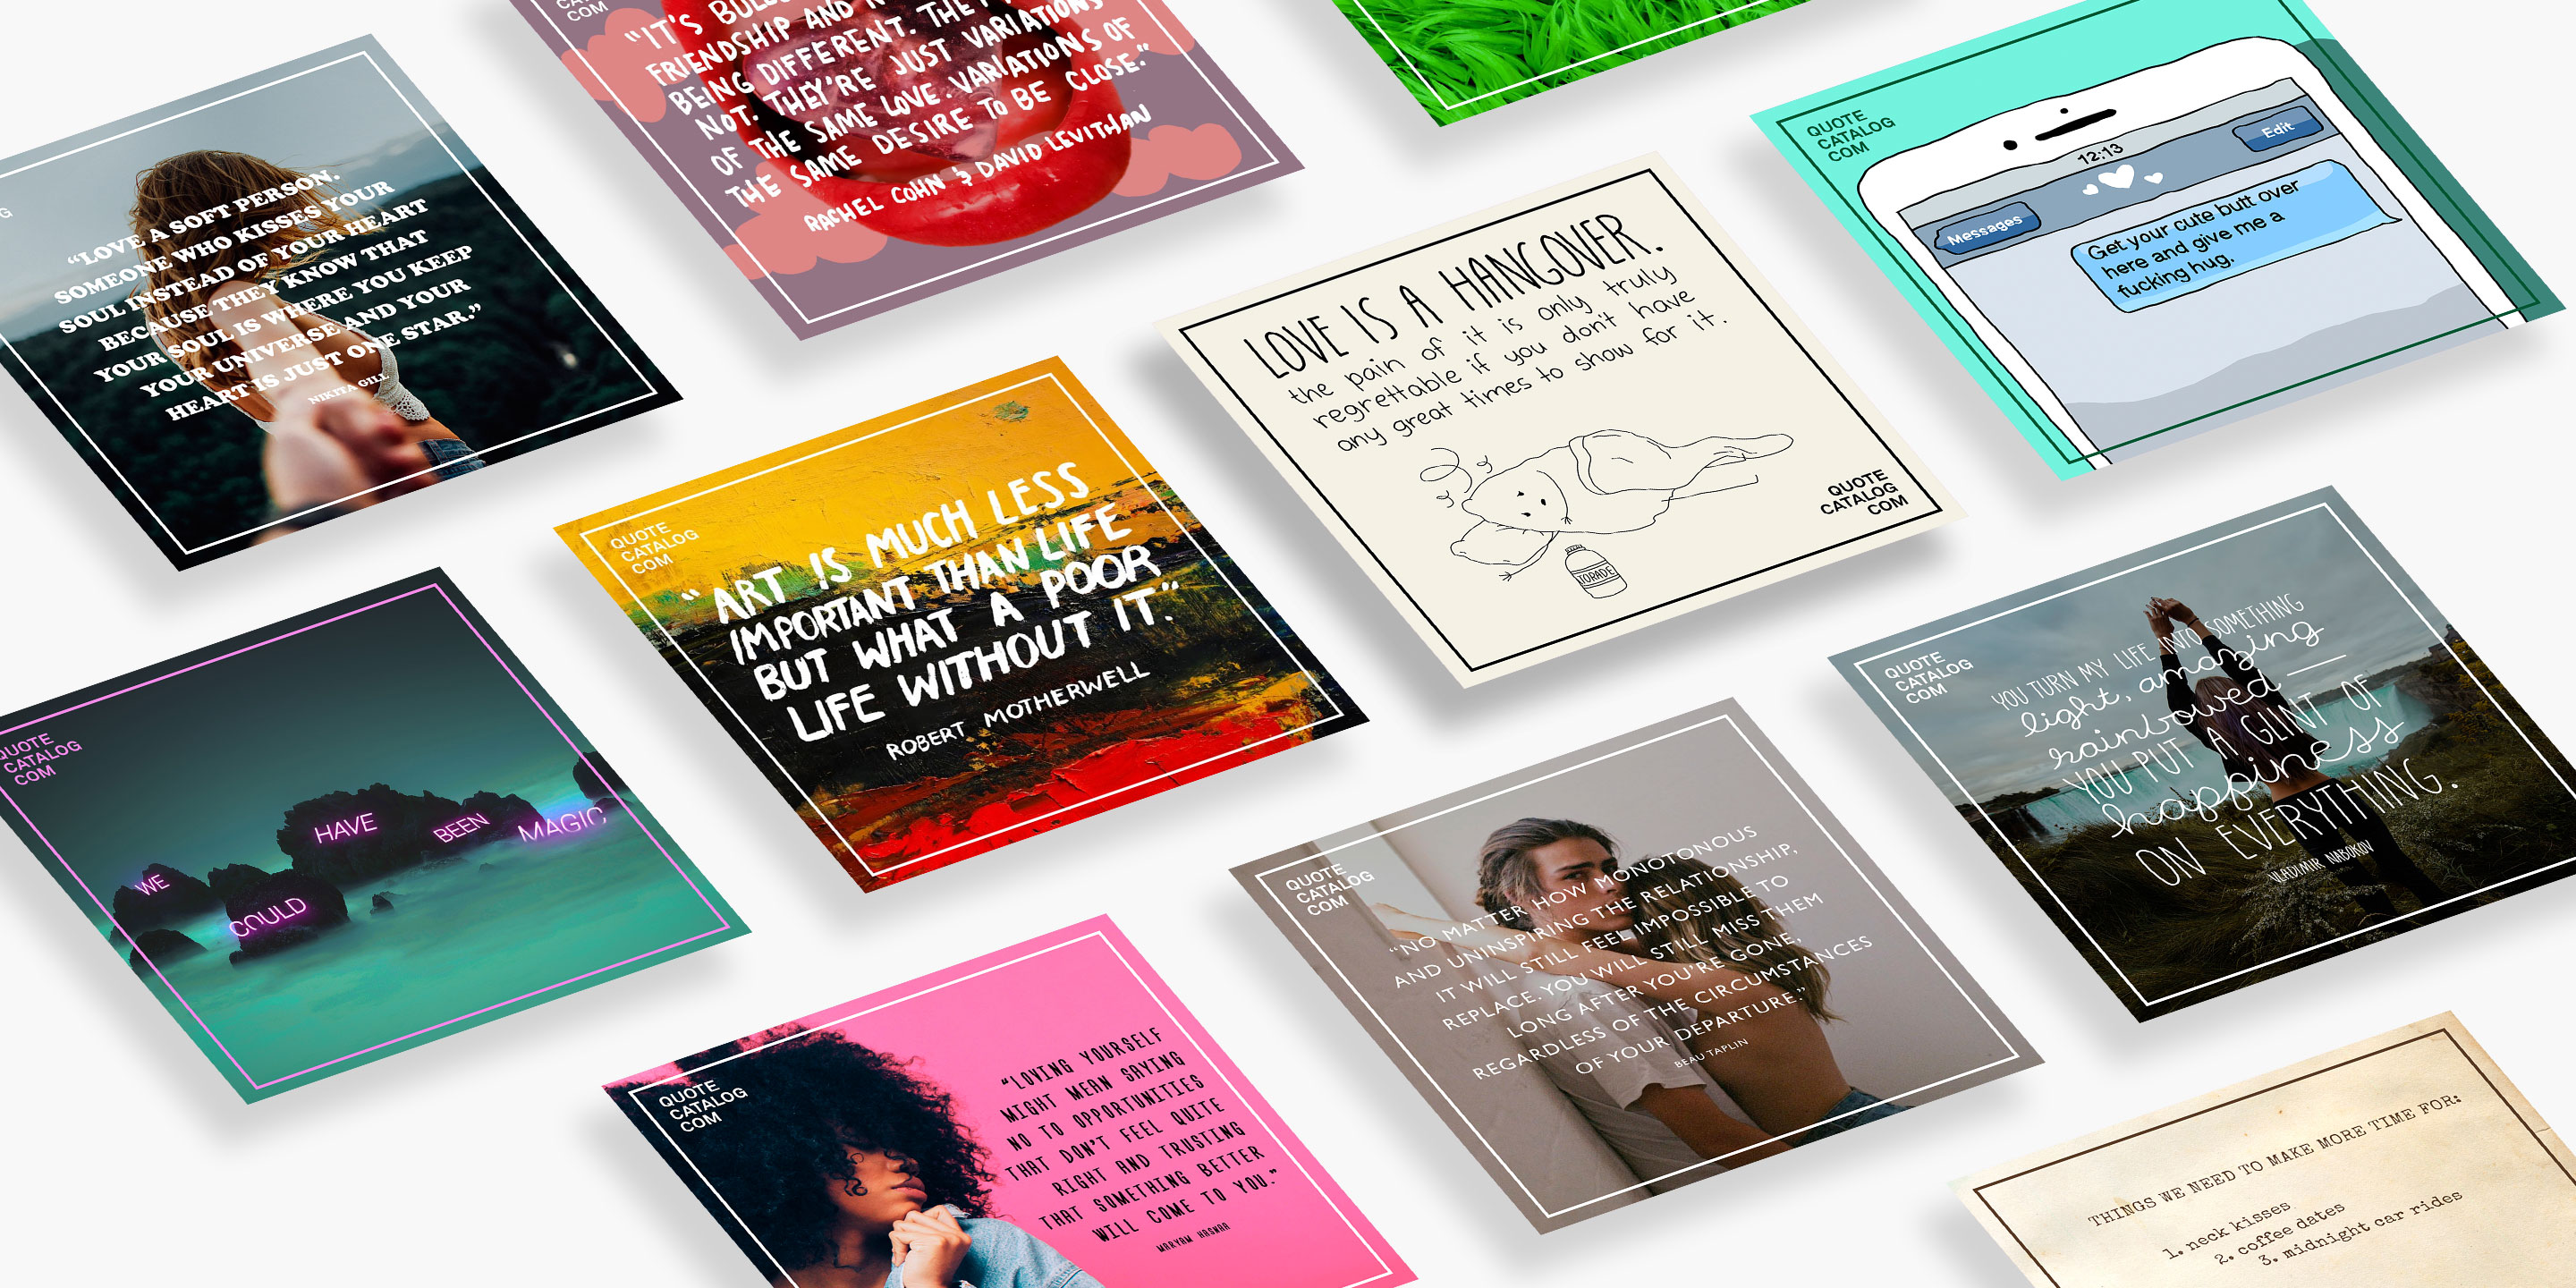 “LOVE A SOFT PERSON.
SOMEONE WHO KISSES YOUR
SOUL INSTEAD OF YOUR HEART
BECAUSE THEY KNOW THAT
YOUR SOUL IS WHERE YOU KEEP
YOUR UNIVERSE AND YOUR
HEART IS JUST ONE STAR.”
NIKITA GILL
COM
“IT'S
FRIENDSHIP AND
BEING DIFFERENT.
NOT. THEY'RE JUST VARIATIONS
OF THE SAME LOVE. VARIATIONS OF
THE SAME DESIRE TO BE CLOSE.”
RACHEL COHN & DAVID LEVITHAN
QUOTE
CATALOG
COM
12:13
Messages
Edit
Get your cute butt over
here and give me a
fucking hug.
LOVE IS A HANGOVER.
the pain of it is only truly
regrettable if you don't have
any great times to show for it.
TORADE
QUOTE
CATALOG
COM
QUOTE
CATALOG
COM
“ART IS MUCH LESS
IMPORTANT THAN LIFE
BUT WHAT A POOR
LIFE WITHOUT IT.”
ROBERT MOTHERWELL
QUOTE
CATALOG
COM
WE
COULD
HAVE
BEEN
MAGIC
QUOTE
CATALOG
COM
YOU TURN MY LIFE INTO SOMETHING
light, amazing
rainbowed—
YOU PUT A GLINT OF
happiness
ON EVERYTHING.
VLADIMIR NABOKOV
QUOTE
CATALOG
COM
“NO MATTER HOW MONOTONOUS
AND UNINSPIRING THE RELATIONSHIP,
IT WILL STILL FEEL IMPOSSIBLE TO
REPLACE. YOU WILL STILL MISS THEM
LONG AFTER YOU'RE GONE,
REGARDLESS OF THE CIRCUMSTANCES
OF YOUR DEPARTURE.”
BEAU TAPLIN
QUOTE
CATALOG
COM
“LOVING YOURSELF
MIGHT MEAN SAYING
NO TO OPPORTUNITIES
THAT DON'T FEEL QUITE
RIGHT AND TRUSTING
THAT SOMETHING BETTER
WILL COME TO YOU.”
MARYAM HASNAA
THINGS WE NEED TO MAKE MORE TIME FOR:
1. neck kisses
2. coffee dates
3. midnight car rides